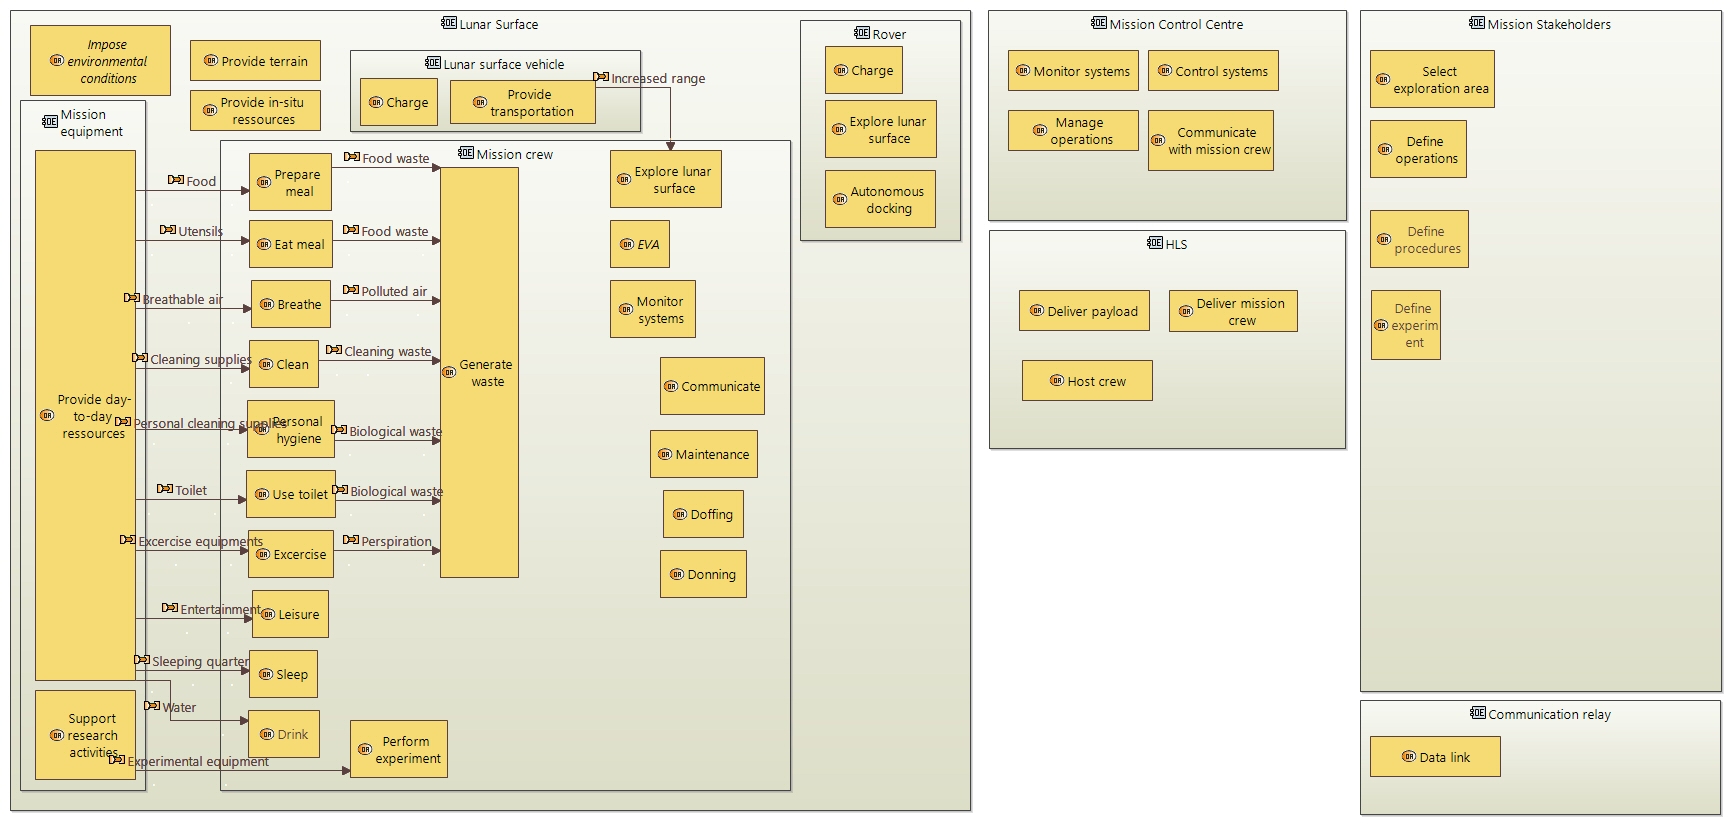 Lunar Surface
Impose
environmental
conditions
Provide terrain
Provide in-situ
ressources
Lunar surface vehicle
Charge
Provide
transportation
Increased range
Rover
Charge
Explore lunar
surface
Autonomous
docking
Mission
equipment
Provide day-
to-day
ressources
Support
research
activities
Food
Utensils
Breathable air
Cleaning supplies
Personal cleaning supplies
Toilet
Excercise equipments
Entertainment
Sleeping quarter
Water
Experimental equipment
Mission crew
Prepare
meal
Eat meal
Breathe
Clean
Personal
hygiene
Use toilet
Excercise
Leisure
Sleep
Drink
Perform
experiment
Food waste
Food waste
Polluted air
Cleaning waste
Biological waste
Biological waste
Perspiration
Generate
waste
Explore lunar
surface
EVA
Monitor
systems
Communicate
Maintenance
Doffing
Donning
Mission Control Centre
Monitor systems
Control systems
Manage
operations
Communicate
with mission crew
HLS
Deliver payload
Deliver mission
crew
Host crew
Mission Stakeholders
Select
exploration area
Define
operations
Define
procedures
Define
experim
ent
Communication relay
Data link